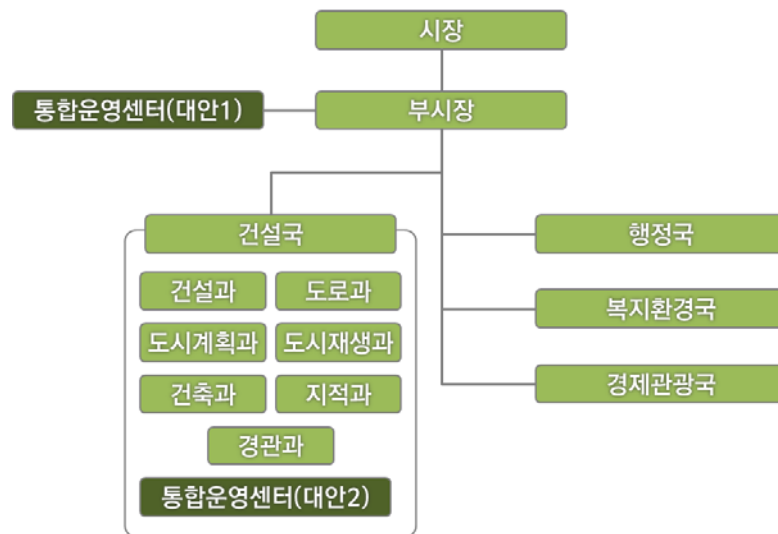 시장
통합운영센터(대안1)
부시장
건설국
행정국
건설과
도로과
복지환경국
도시계획과
도시재생과
건축과
지적과
경제관광국
경관과
통합운영센터(대안2)